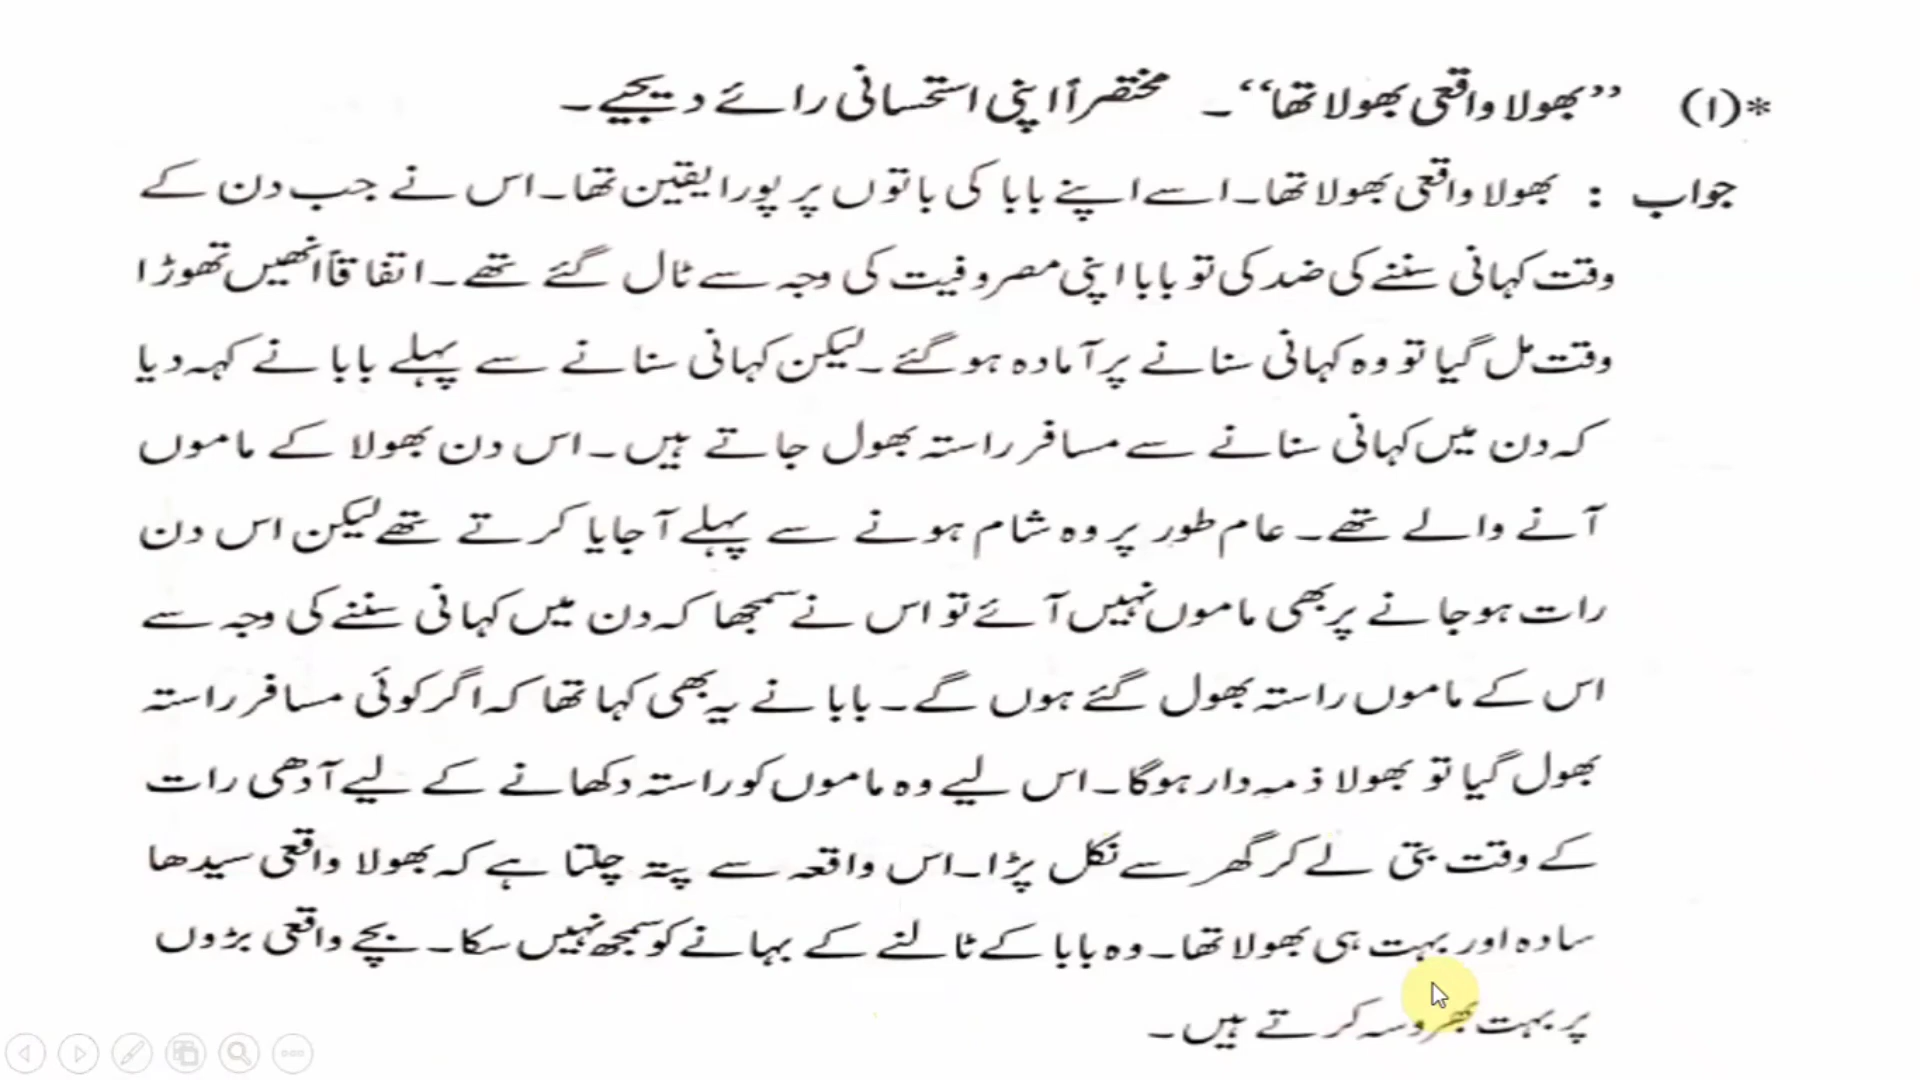 *(۱) ”بھولا واقعی بھولا تھا“۔ مختصراً اپنی استحسانی رائے دیجیے۔
جواب : بھولا واقعی بھولا تھا۔ اسے اپنے بابا کی باتوں پر پورا یقین تھا۔ اس نے جب دن کے
وقت کہانی سننے کی ضد کی تو بابا اپنی مصروفیت کی وجہ سے ٹال گئے تھے۔ اتفاقاً انھیں تھوڑا
وقت مل گیا تو وہ کہانی سنانے پر آمادہ ہو گئے۔ لیکن کہانی سنانے سے پہلے بابا نے کہہ دیا
کہ دن میں کہانی سنانے سے مسافر راستہ بھول جاتے ہیں۔ اس دن بھولا کے ماموں
آنے والے تھے۔ عام طور پر وہ شام ہونے سے پہلے آ جایا کرتے تھے لیکن اس دن
رات ہو جانے پر بھی ماموں نہیں آئے تو اس نے سمجھا کہ دن میں کہانی سننے کی وجہ سے
اس کے ماموں راستہ بھول گئے ہوں گے۔ بابا نے یہ بھی کہا تھا کہ اگر کوئی مسافر راستہ
بھول گیا تو بھولا ذمہ دار ہوگا۔ اس لیے وہ ماموں کو راستہ دکھانے کے لیے آدھی رات
کے وقت بتی لے کر گھر سے نکل پڑا۔ اس واقعہ سے پتہ چلتا ہے کہ بھولا واقعی سیدھا
سادہ اور بہت ہی بھولا تھا۔ وہ بابا کے ٹالنے کے بہانے کو سمجھ نہیں سکا۔ بچے واقعی بڑوں
پر بہت بھروسہ کرتے ہیں۔